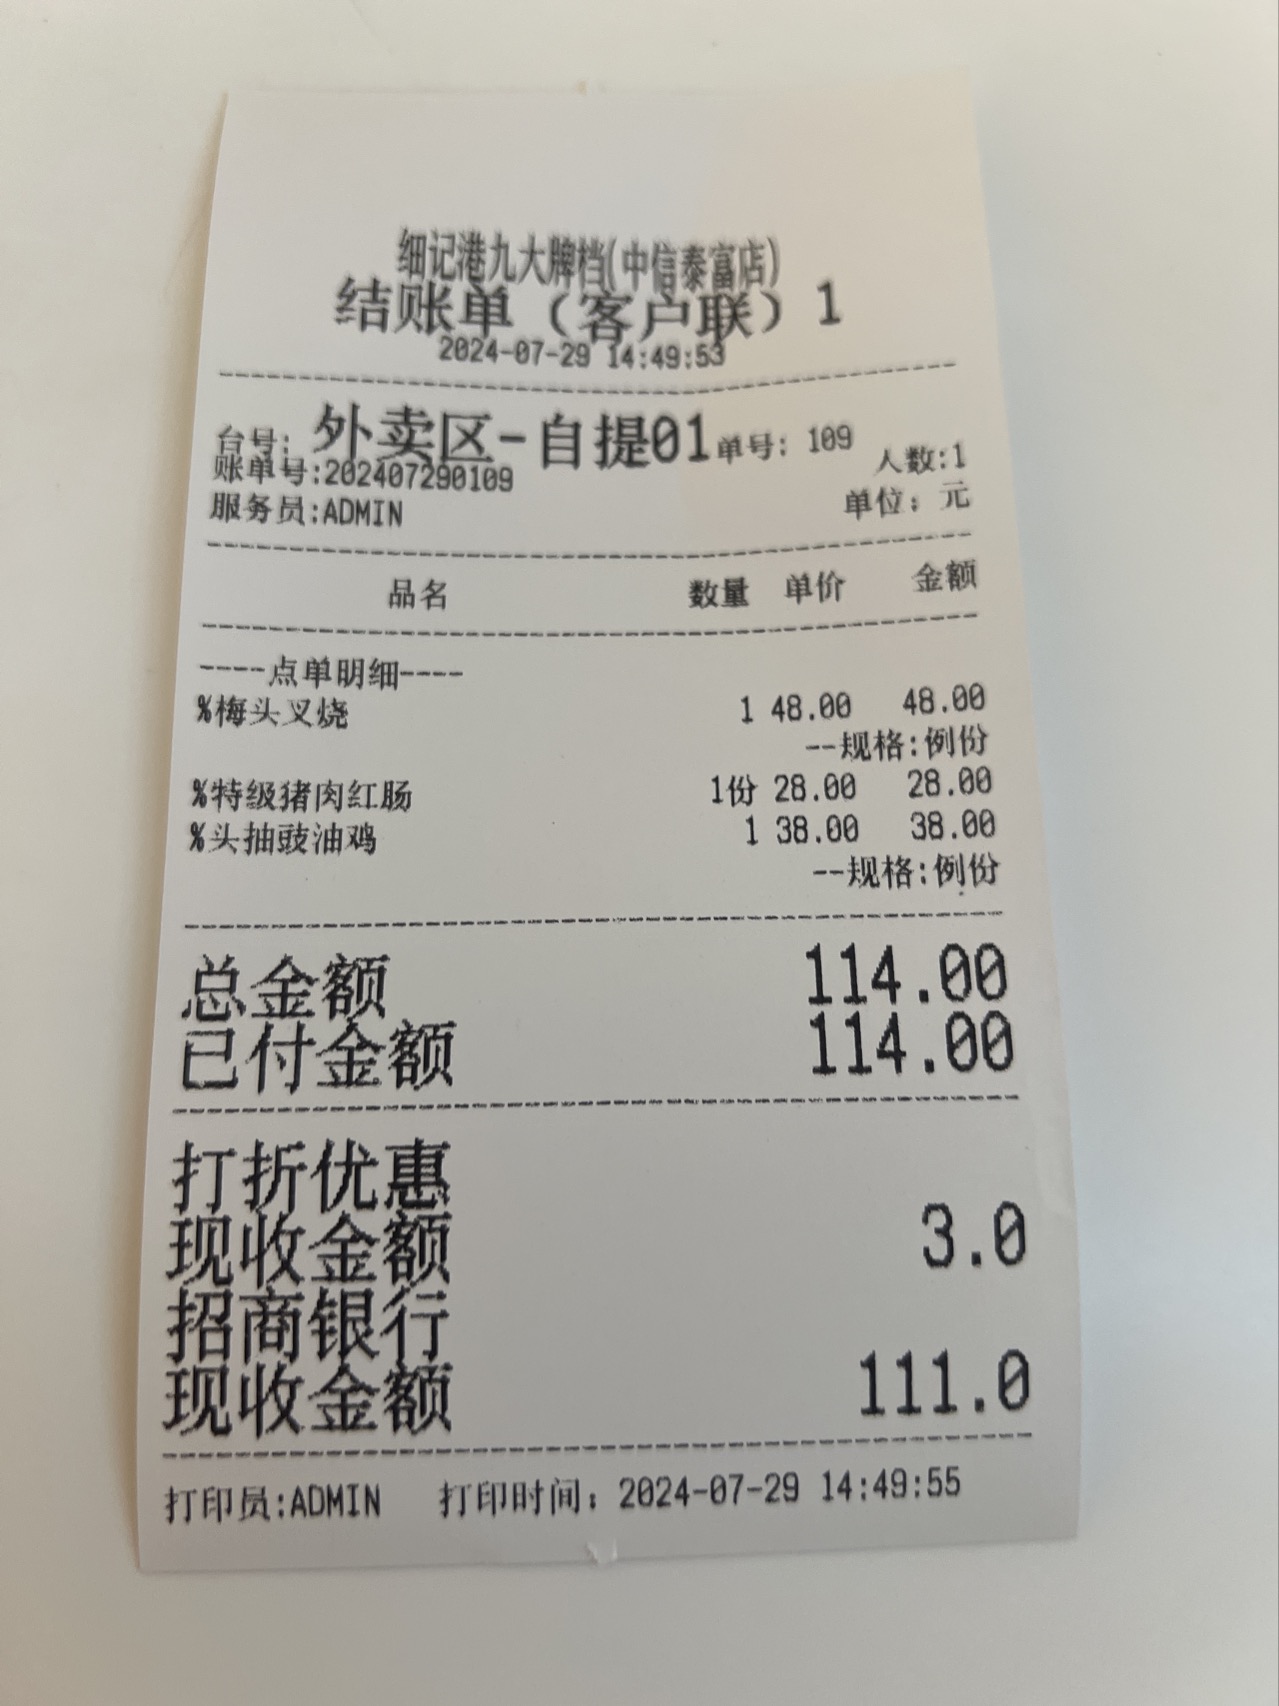 细记港九大牌档(中信泰富店)
结账单（客户联）1
2024-07-29 14:49:53
台号: 外卖区-自提01 单号: 109
账单号:202407290109 人数:1
服务员:ADMIN 单位: 元
品名 数量 单价 金额
----点单明细----
%梅头叉烧 1 48.00 48.00
--规格:例份
%特级猪肉红肠 1份 28.00 28.00
%头抽豉油鸡 1 38.00 38.00
--规格:例份
总金额 114.00
已付金额 114.00
打折优惠
现收金额 3.0
招商银行
现收金额 111.0
打印员:ADMIN 打印时间: 2024-07-29 14:49:55